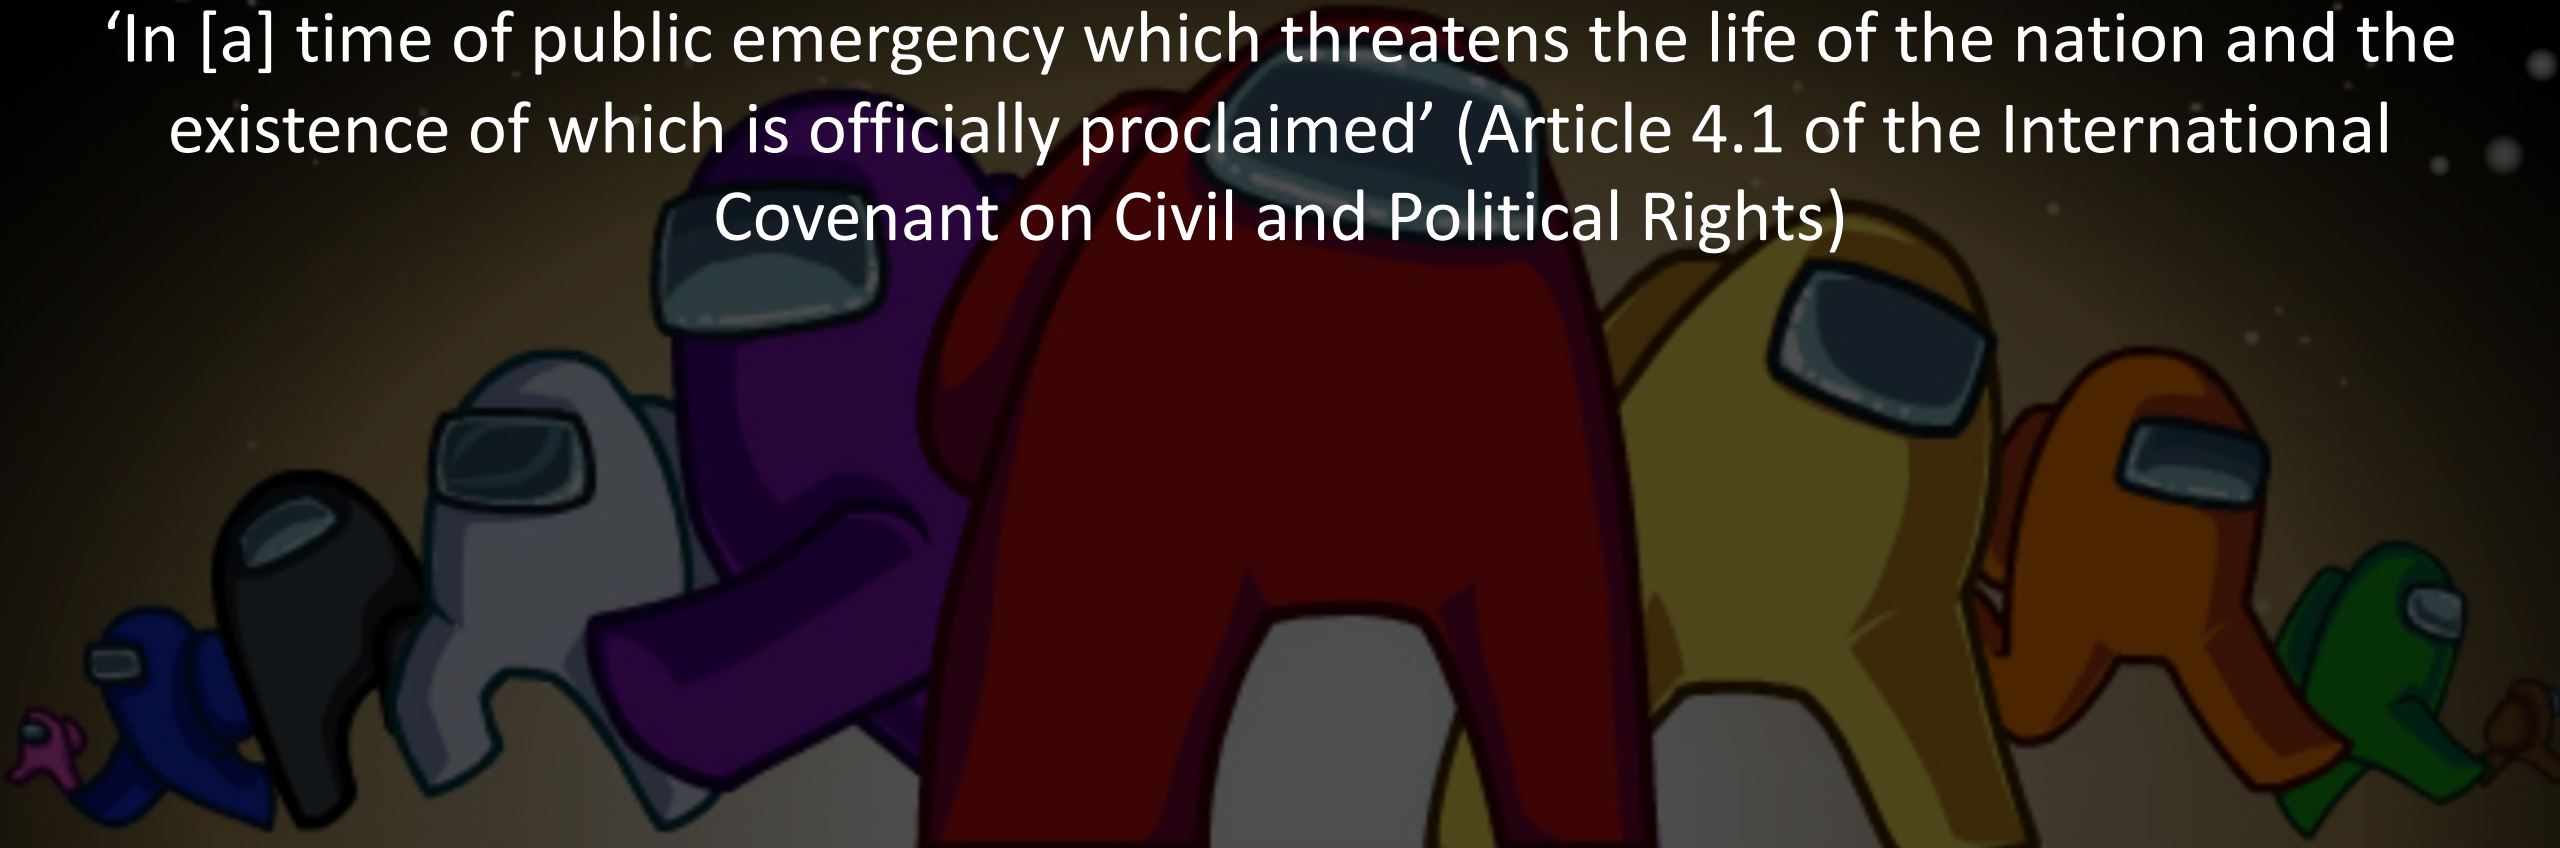 ‘In [a] time of public emergency which threatens the life of the nation and the
existence of which is officially proclaimed’ (Article 4.1 of the International
Covenant on Civil and Political Rights)